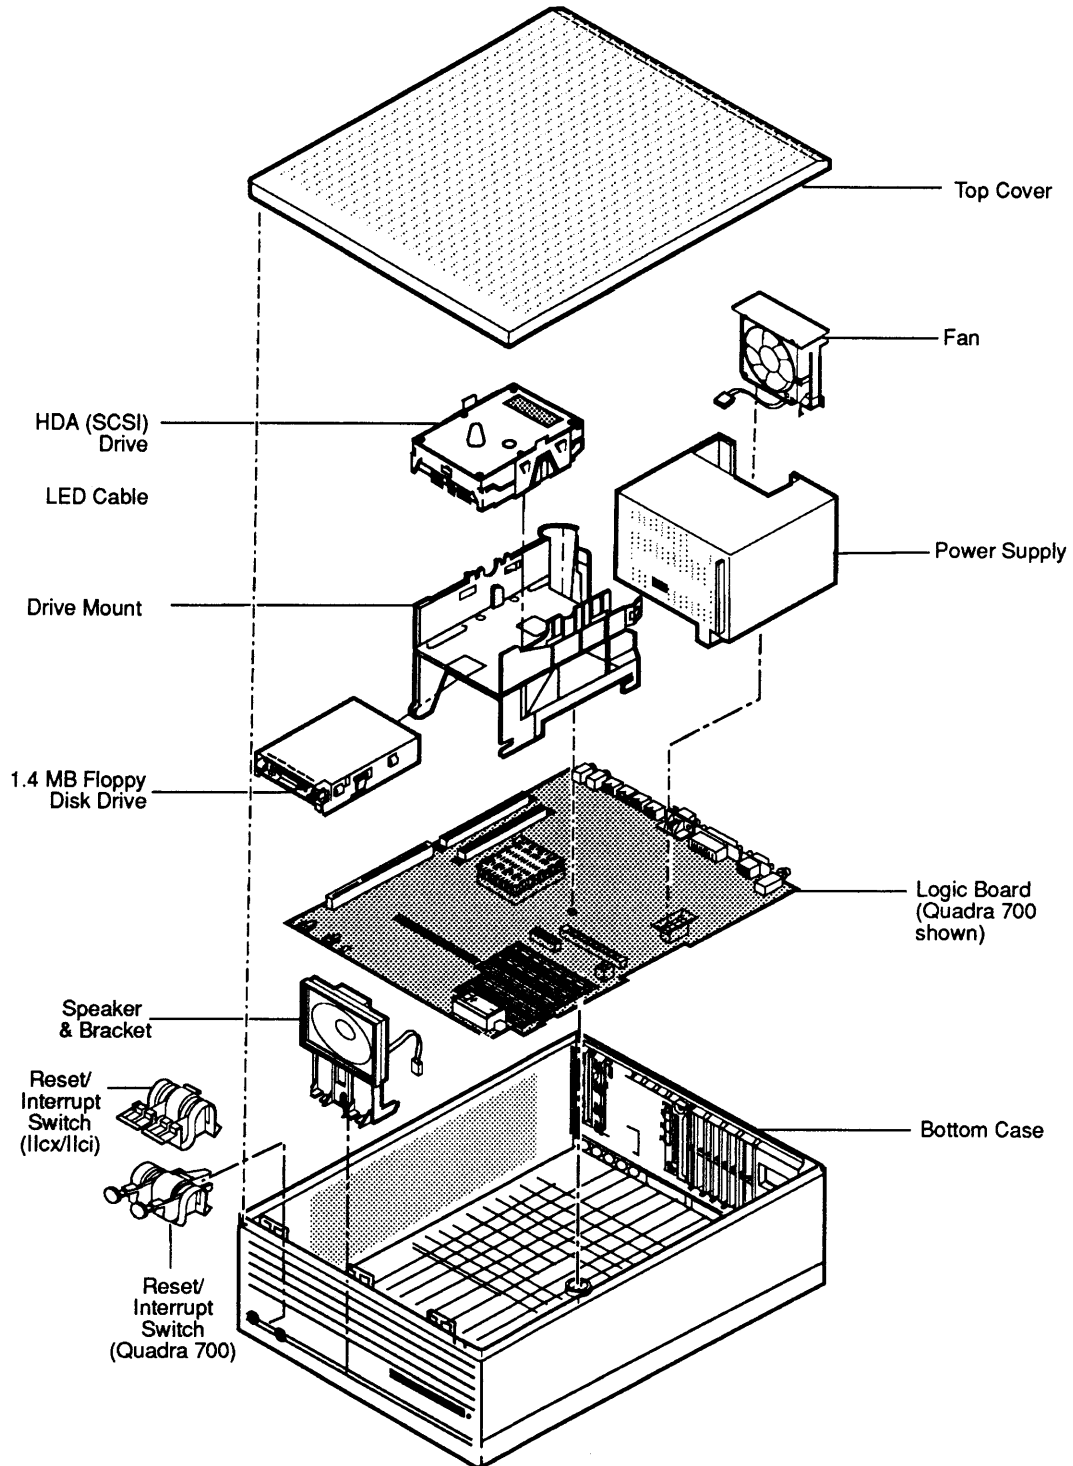 Top Cover
Fan
HDA (SCSI)
Drive
LED Cable
Power Supply
Drive Mount
1.4 MB Floppy
Disk Drive
Logic Board
(Quadra 700
shown)
Speaker
& Bracket
Reset/
Interrupt
Switch
(IIcx/IIci)
Bottom Case
Reset/
Interrupt
Switch
(Quadra 700)